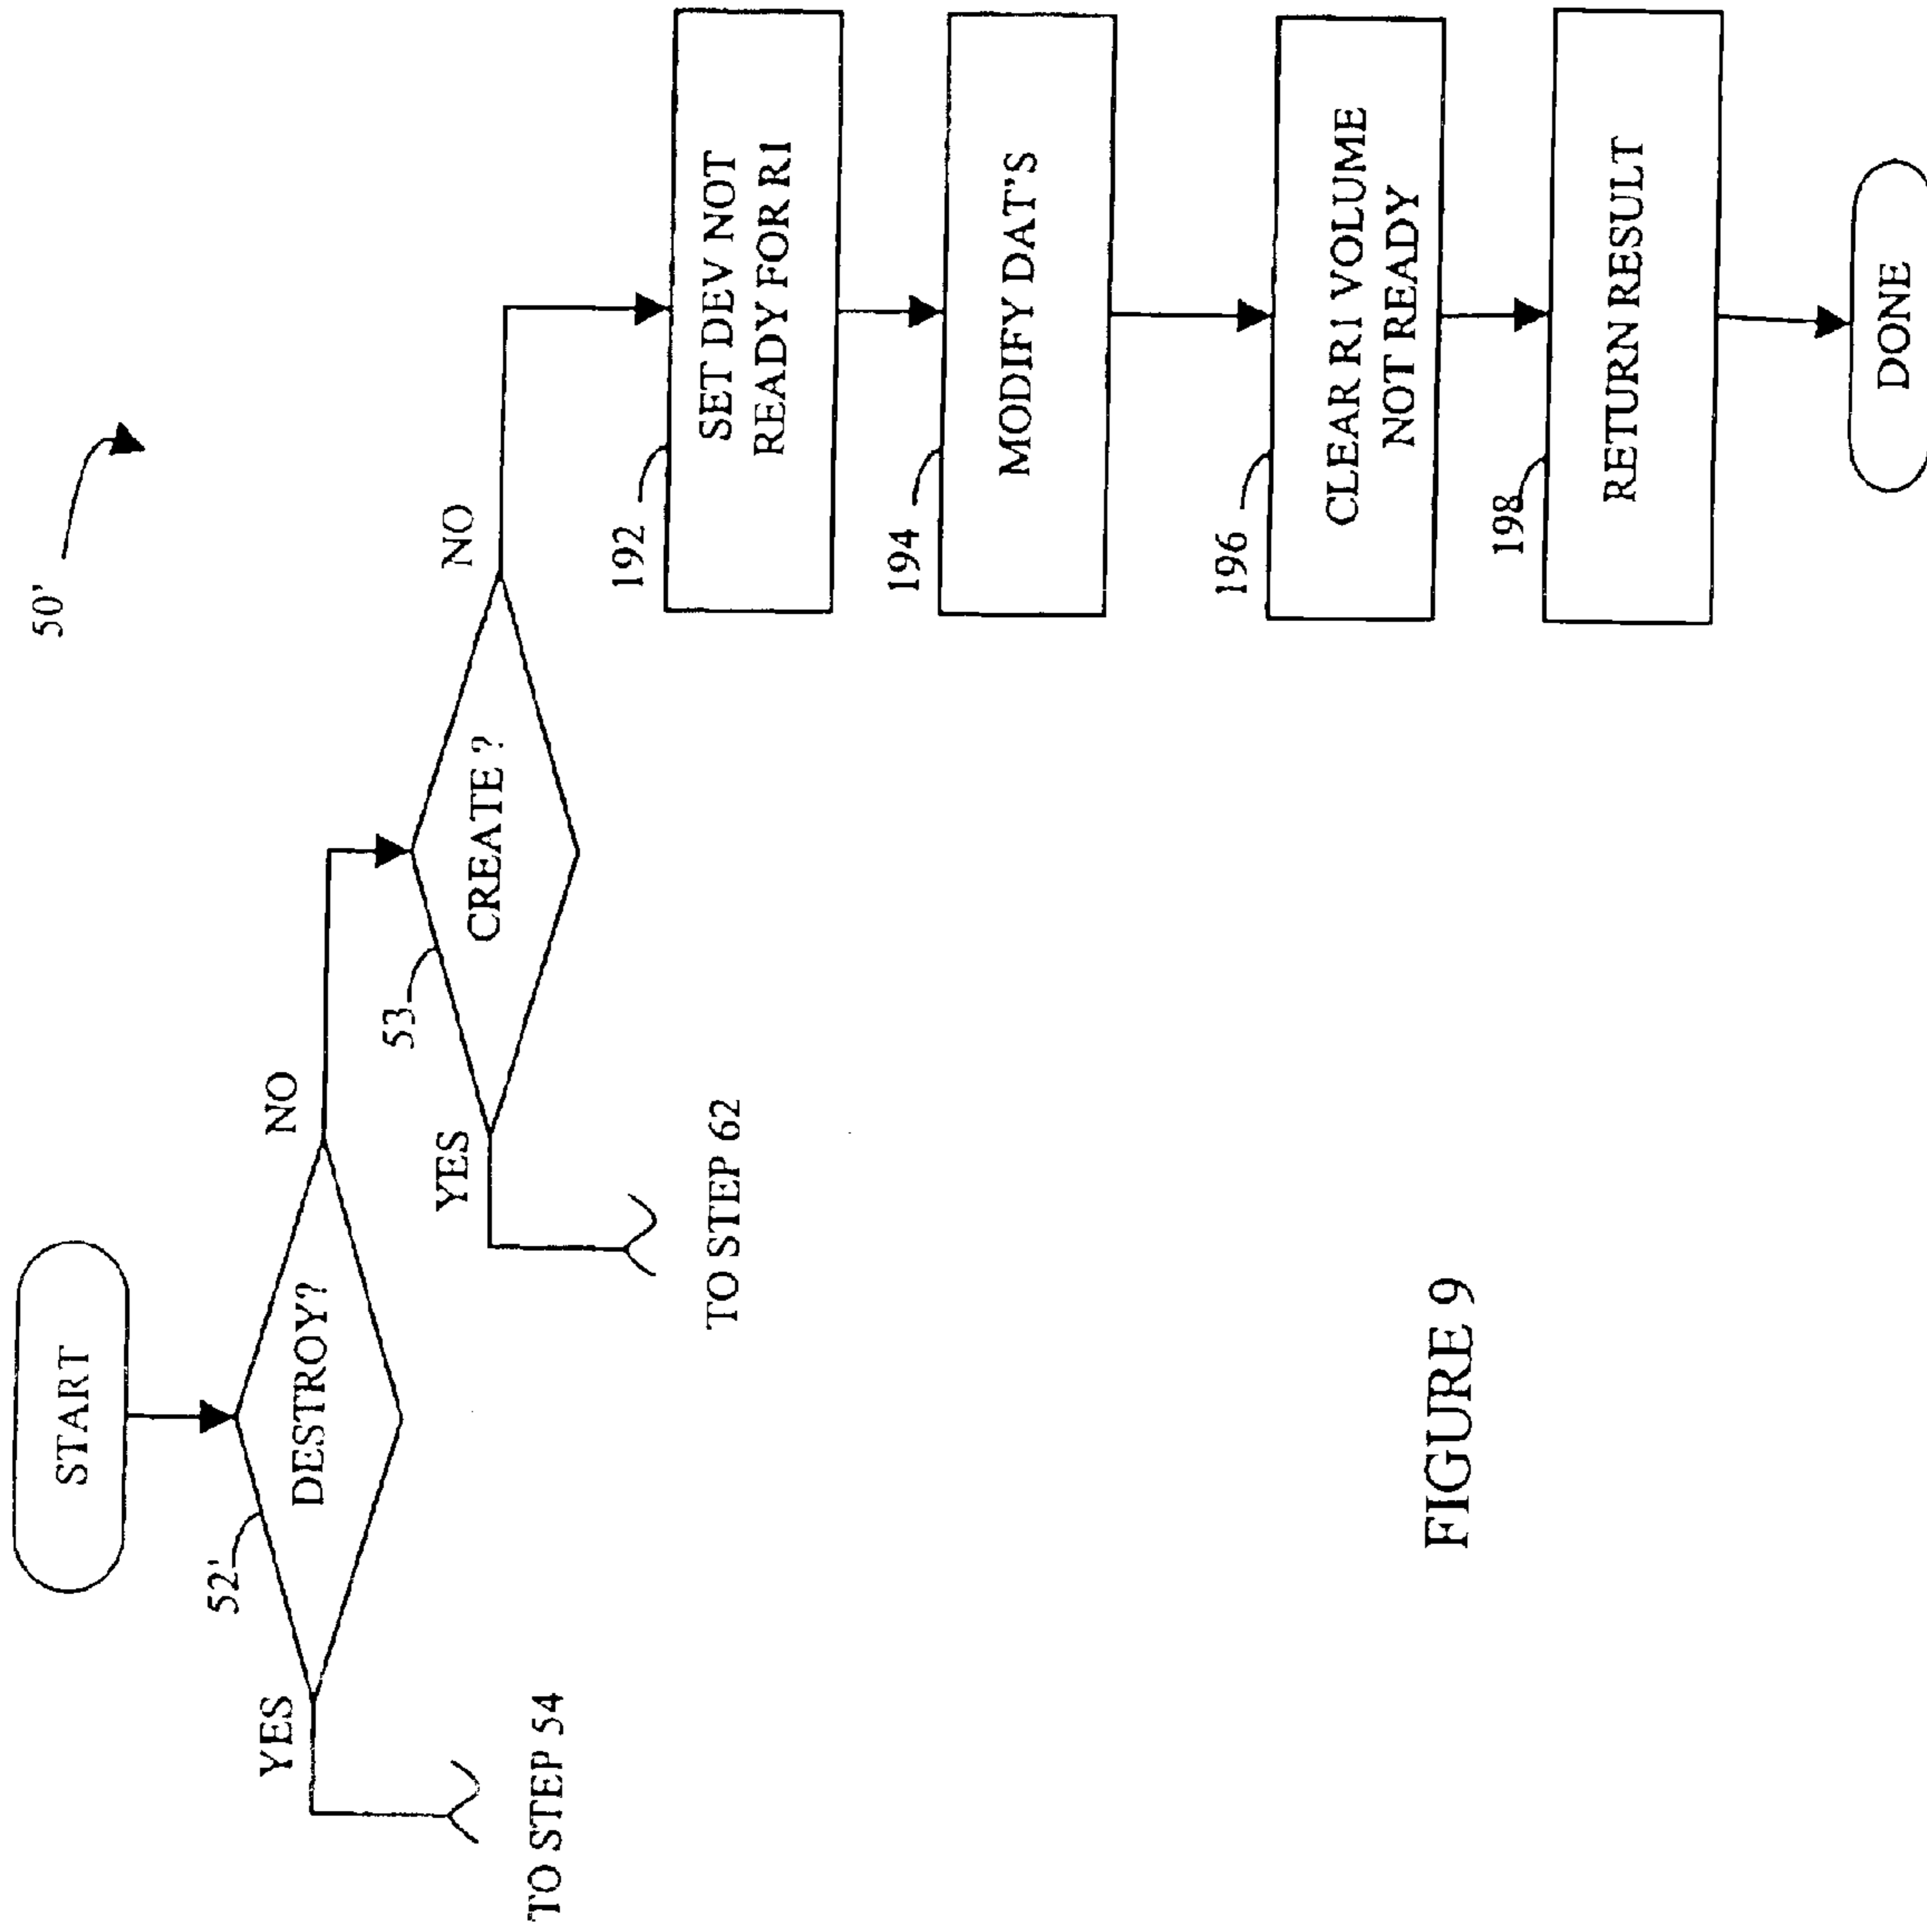 50'
START
52'
DESTROY?
YES
NO
TO STEP 54
53
CREATE ?
YES
NO
TO STEP 62
192
SET DEV NOT
READY FOR R1
194
MODIFY DAT'S
196
CLEAR R1 VOLUME
NOT READY
198
RETURN RESULT
DONE
FIGURE 9